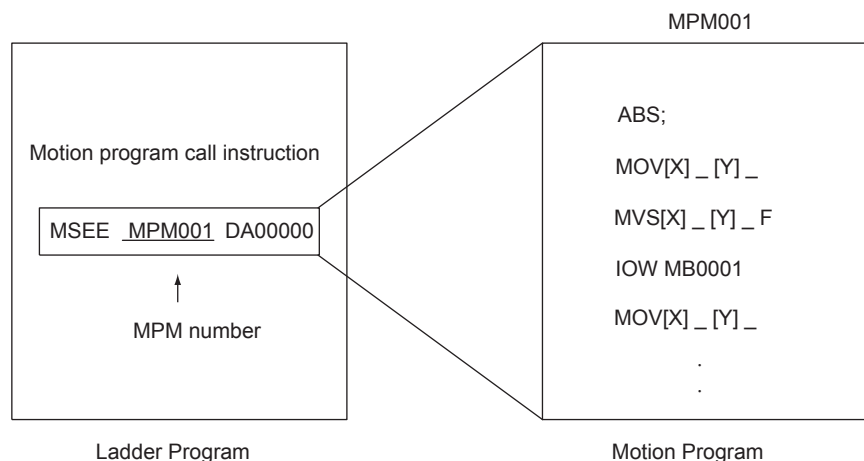 MPM001
Motion program call instruction
MSEE MPM001 DA00000
MPM number
Ladder Program
ABS;
MOV[X] _ [Y] _
MVS[X] _ [Y] _ F
IOW MB0001
MOV[X] _ [Y] _
.
.
Motion Program